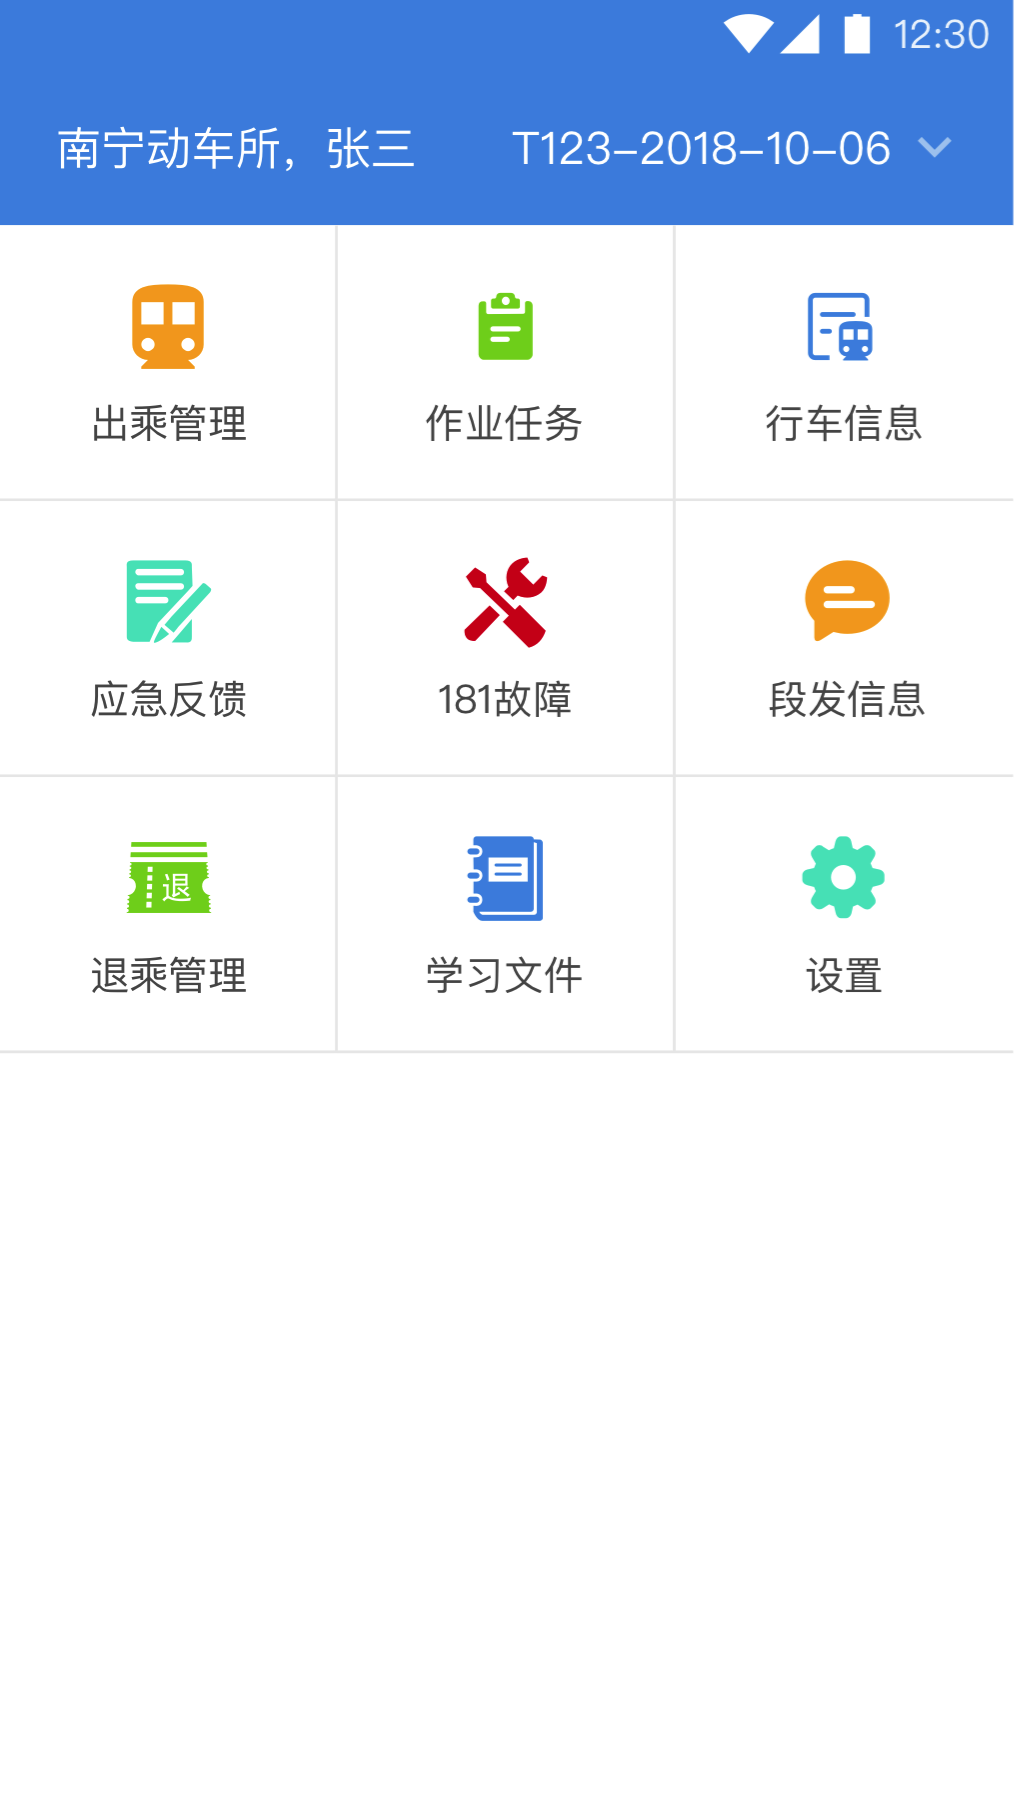 12:30
南宁动车所，张三 T123-2018-10-06
出乘管理 作业任务 行车信息
应急反馈 181故障 段发信息
退
退乘管理 学习文件 设置